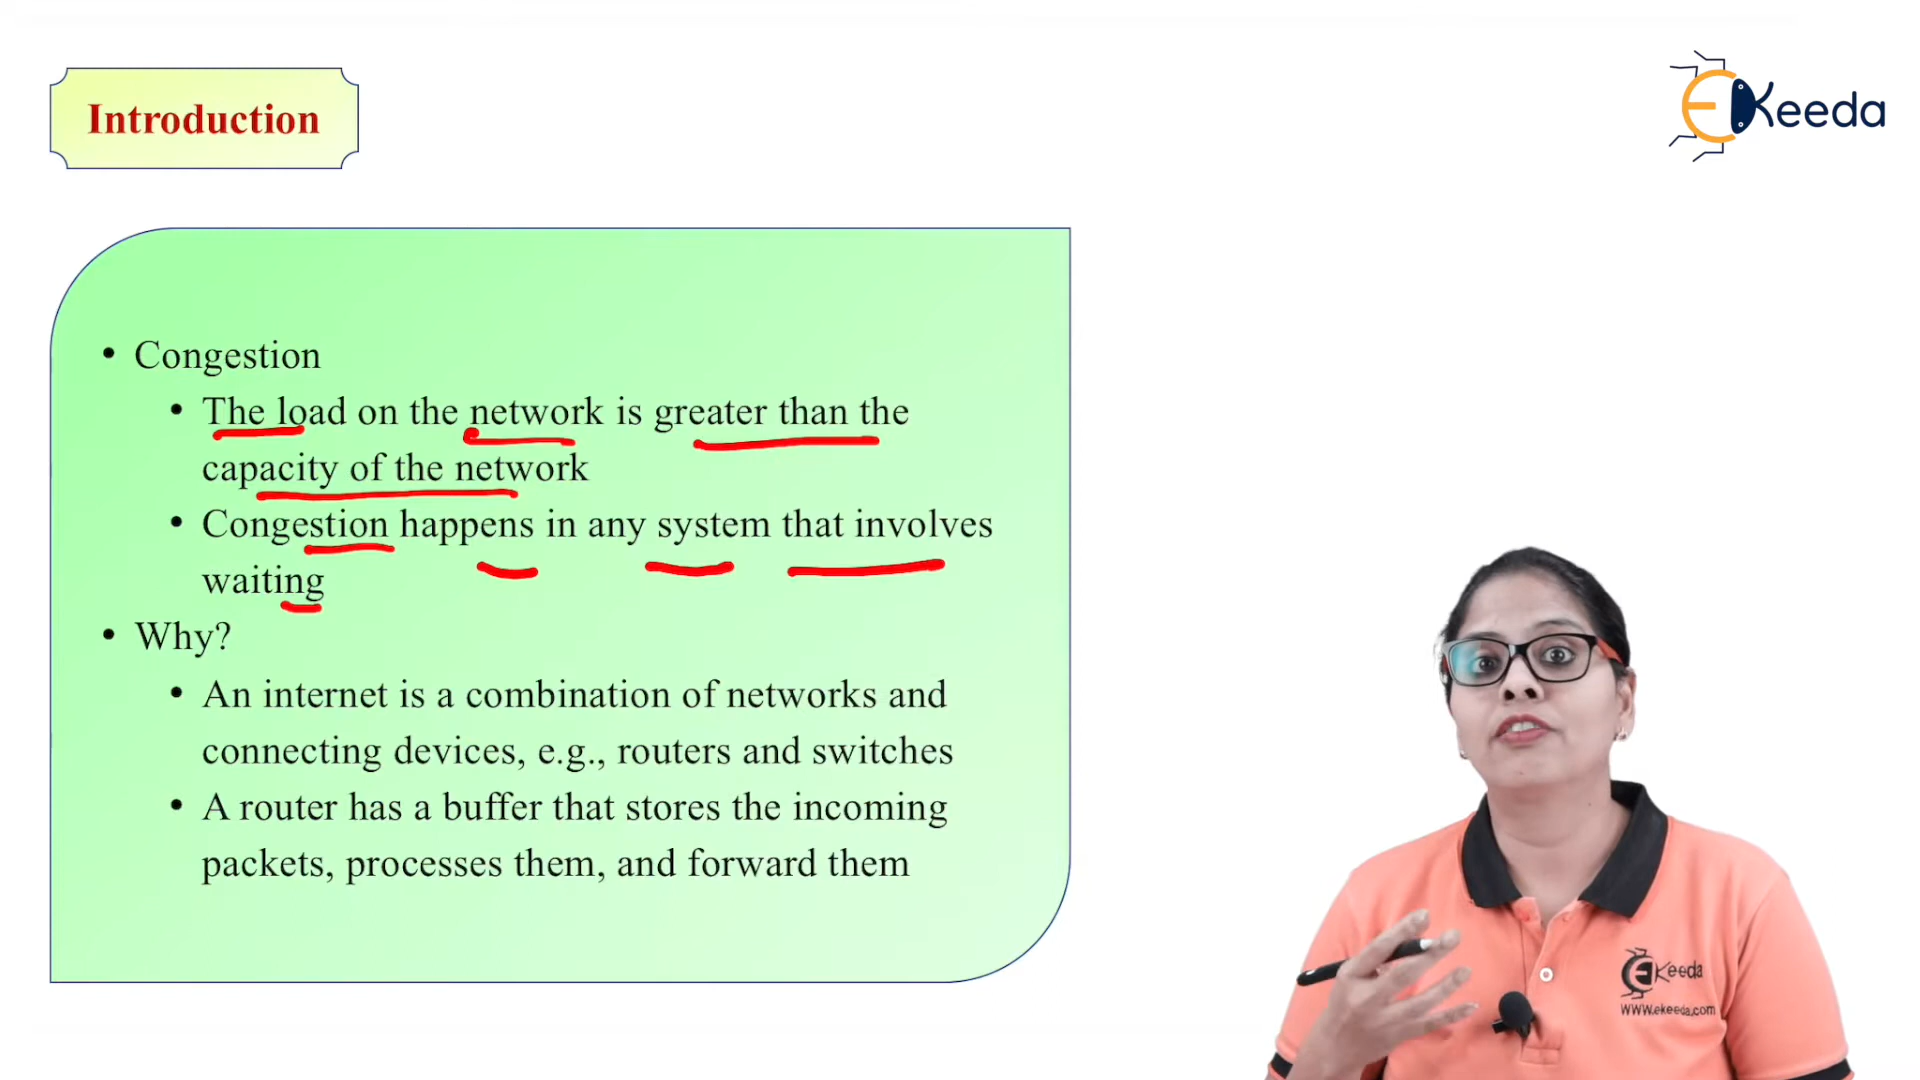 Introduction
EKeeda
• Congestion
• The load on the network is greater than the
capacity of the network
• Congestion happens in any system that involves
waiting
• Why?
• An internet is a combination of networks and
connecting devices, e.g., routers and switches
• A router has a buffer that stores the incoming
packets, processes them, and forward them
EKeeda
www.ekeeda.com